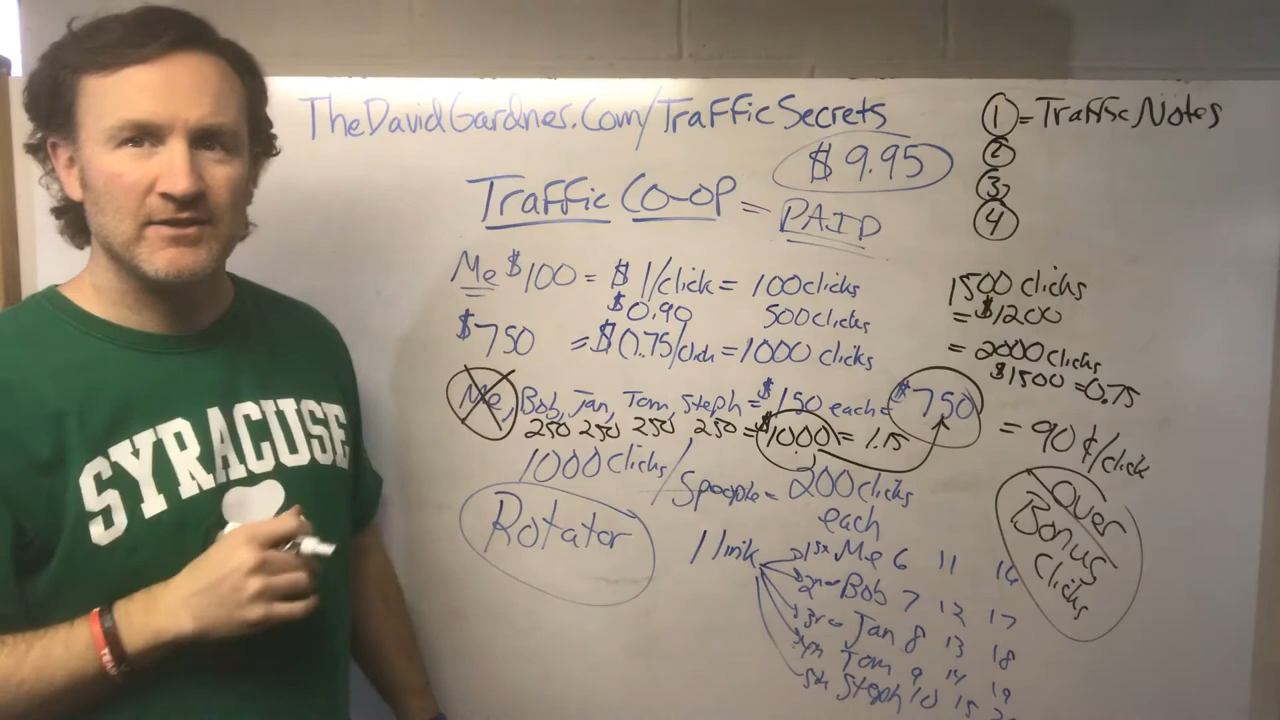 TheDavidGardner.Com/TrafficSecrets
$9.95
Traffic Co-op = PAID
Me $100 = $1/click = 100 clicks
$0.90 500 clicks
$750 = $0.75/click = 1000 clicks
Me, Bob, Jan, Tom, Steph = $150 each = $750
250 250 250 250 = $1000 = 1.15
1000 clicks / 5 people = 200 clicks each
Rotator
1 link
1st Me 6 11 16
2nd Bob 7 12 17
3rd Jan 8 13 18
4th Tom 9 14 19
5th Steph 10 15
1 = Traffic Notes
2
3
4
1500 clicks
= $1200
= 2000 clicks
$1500 = 0.75
= 90¢/click
over
Bonus
clicks
SYRACUSE